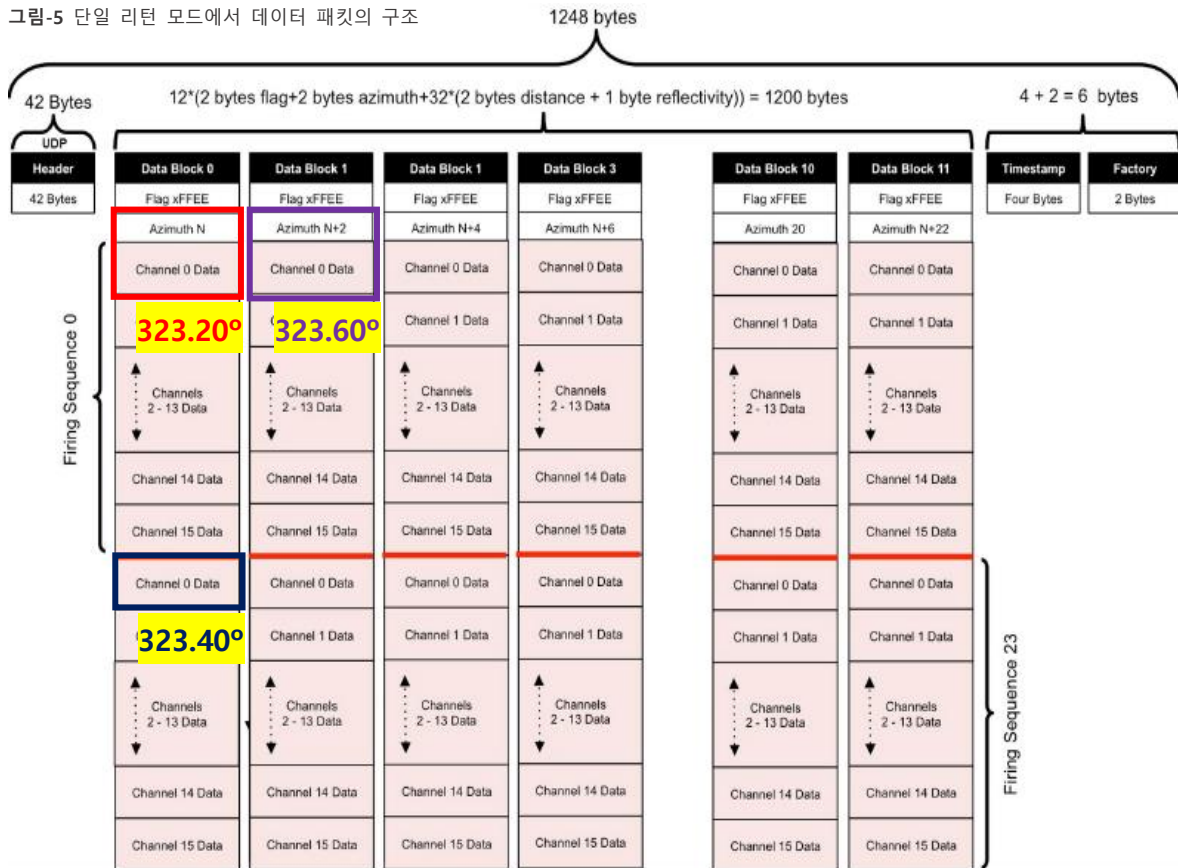 그림-5 단일 리턴 모드에서 데이터 패킷의 구조
1248 bytes
42 Bytes
12*(2 bytes flag+2 bytes azimuth+32*(2 bytes distance + 1 byte reflectivity)) = 1200 bytes
4 + 2 = 6 bytes
UDP
Header
42 Bytes
Data Block 0
Flag xFFEE
Azimuth N
Channel 0 Data
323.20º
Channels
2 - 13 Data
Channel 14 Data
Channel 15 Data
Channel 0 Data
323.40º
Channels
2 - 13 Data
Channel 14 Data
Channel 15 Data
Data Block 1
Flag xFFEE
Azimuth N+2
Channel 0 Data
323.60º
Channels
2 - 13 Data
Channel 14 Data
Channel 15 Data
Channel 0 Data
Channel 1 Data
Channels
2 - 13 Data
Channel 14 Data
Channel 15 Data
Data Block 1
Flag xFFEE
Azimuth N+4
Channel 0 Data
Channel 1 Data
Channels
2 - 13 Data
Channel 14 Data
Channel 15 Data
Channel 0 Data
Channel 1 Data
Channels
2 - 13 Data
Channel 14 Data
Channel 15 Data
Data Block 3
Flag xFFEE
Azimuth N+6
Channel 0 Data
Channel 1 Data
Channels
2 - 13 Data
Channel 14 Data
Channel 15 Data
Channel 0 Data
Channel 1 Data
Channels
2 - 13 Data
Channel 14 Data
Channel 15 Data
Data Block 10
Flag xFFEE
Azimuth 20
Channel 0 Data
Channel 1 Data
Channels
2 - 13 Data
Channel 14 Data
Channel 15 Data
Channel 0 Data
Channel 1 Data
Channels
2 - 13 Data
Channel 14 Data
Channel 15 Data
Data Block 11
Flag xFFEE
Azimuth N+22
Channel 0 Data
Channel 1 Data
Channels
2 - 13 Data
Channel 14 Data
Channel 15 Data
Channel 0 Data
Channel 1 Data
Channels
2 - 13 Data
Channel 14 Data
Channel 15 Data
Timestamp
Four Bytes
Factory
2 Bytes
Firing Sequence 0
Firing Sequence 23